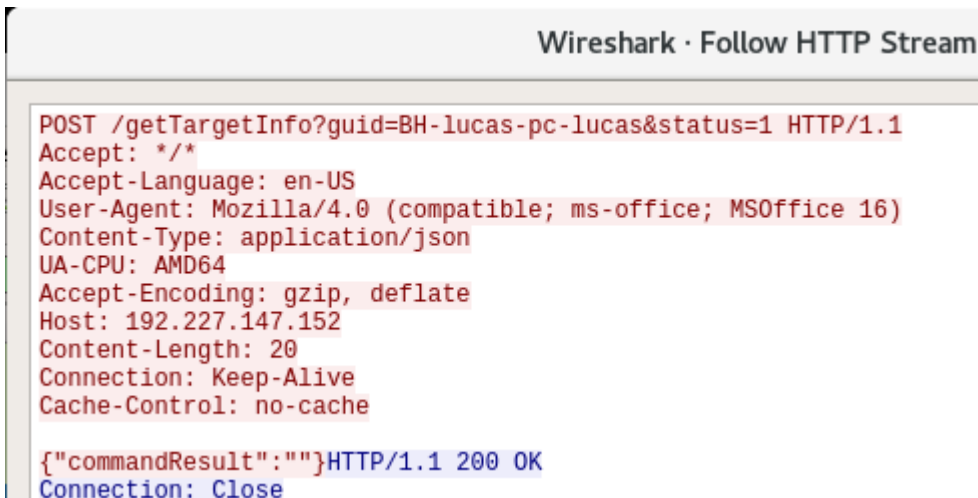 Wireshark · Follow HTTP Stream
POST /getTargetInfo?guid=BH-lucas-pc-lucas&status=1 HTTP/1.1
Accept: */*
Accept-Language: en-US
User-Agent: Mozilla/4.0 (compatible; ms-office; MSOffice 16)
Content-Type: application/json
UA-CPU: AMD64
Accept-Encoding: gzip, deflate
Host: 192.227.147.152
Content-Length: 20
Connection: Keep-Alive
Cache-Control: no-cache
{"commandResult":""}HTTP/1.1 200 OK
Connection: Close